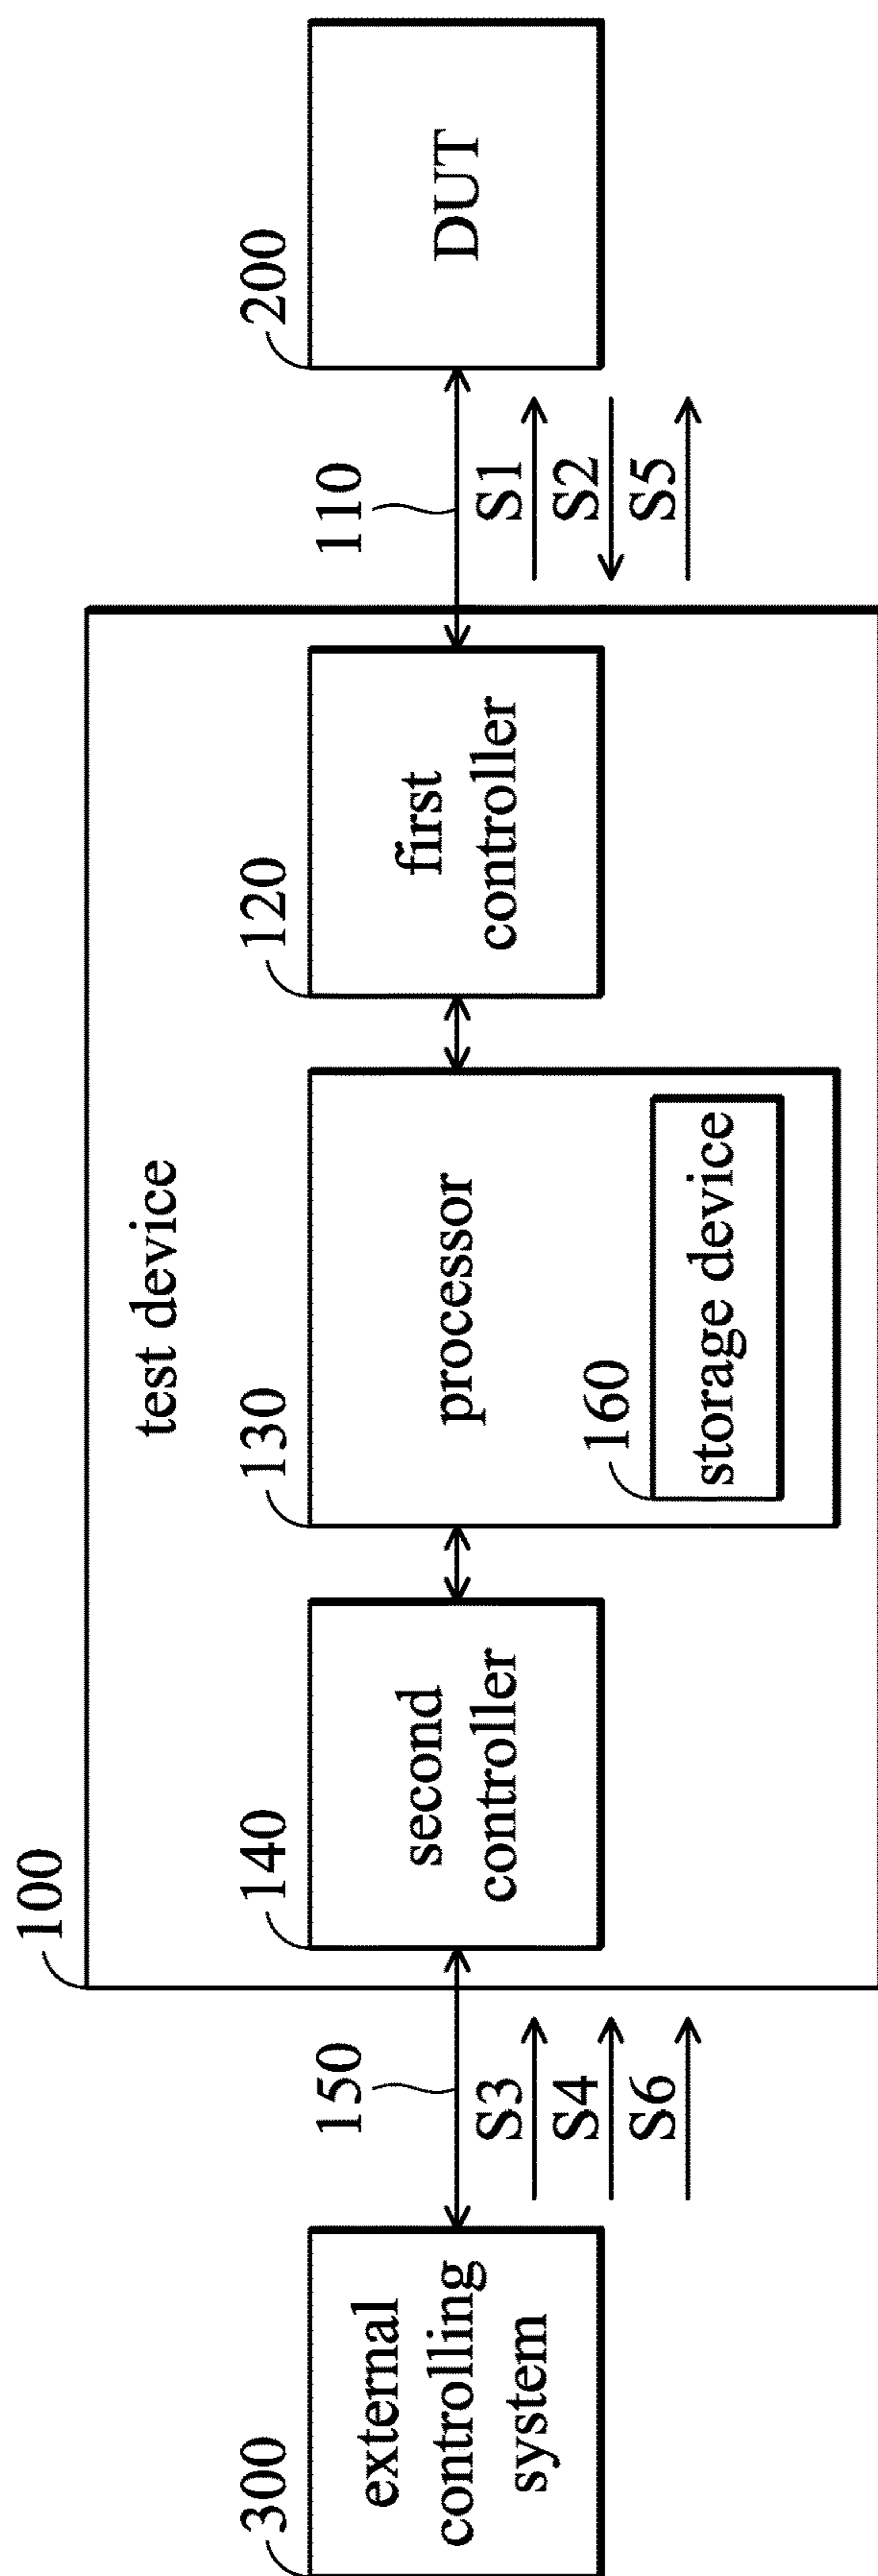 100
test device
300
external
controlling
system
150
S3
S4
S6
140
second
controller
130
processor
160
storage device
120
first
controller
110
S1
S2
S5
200
DUT